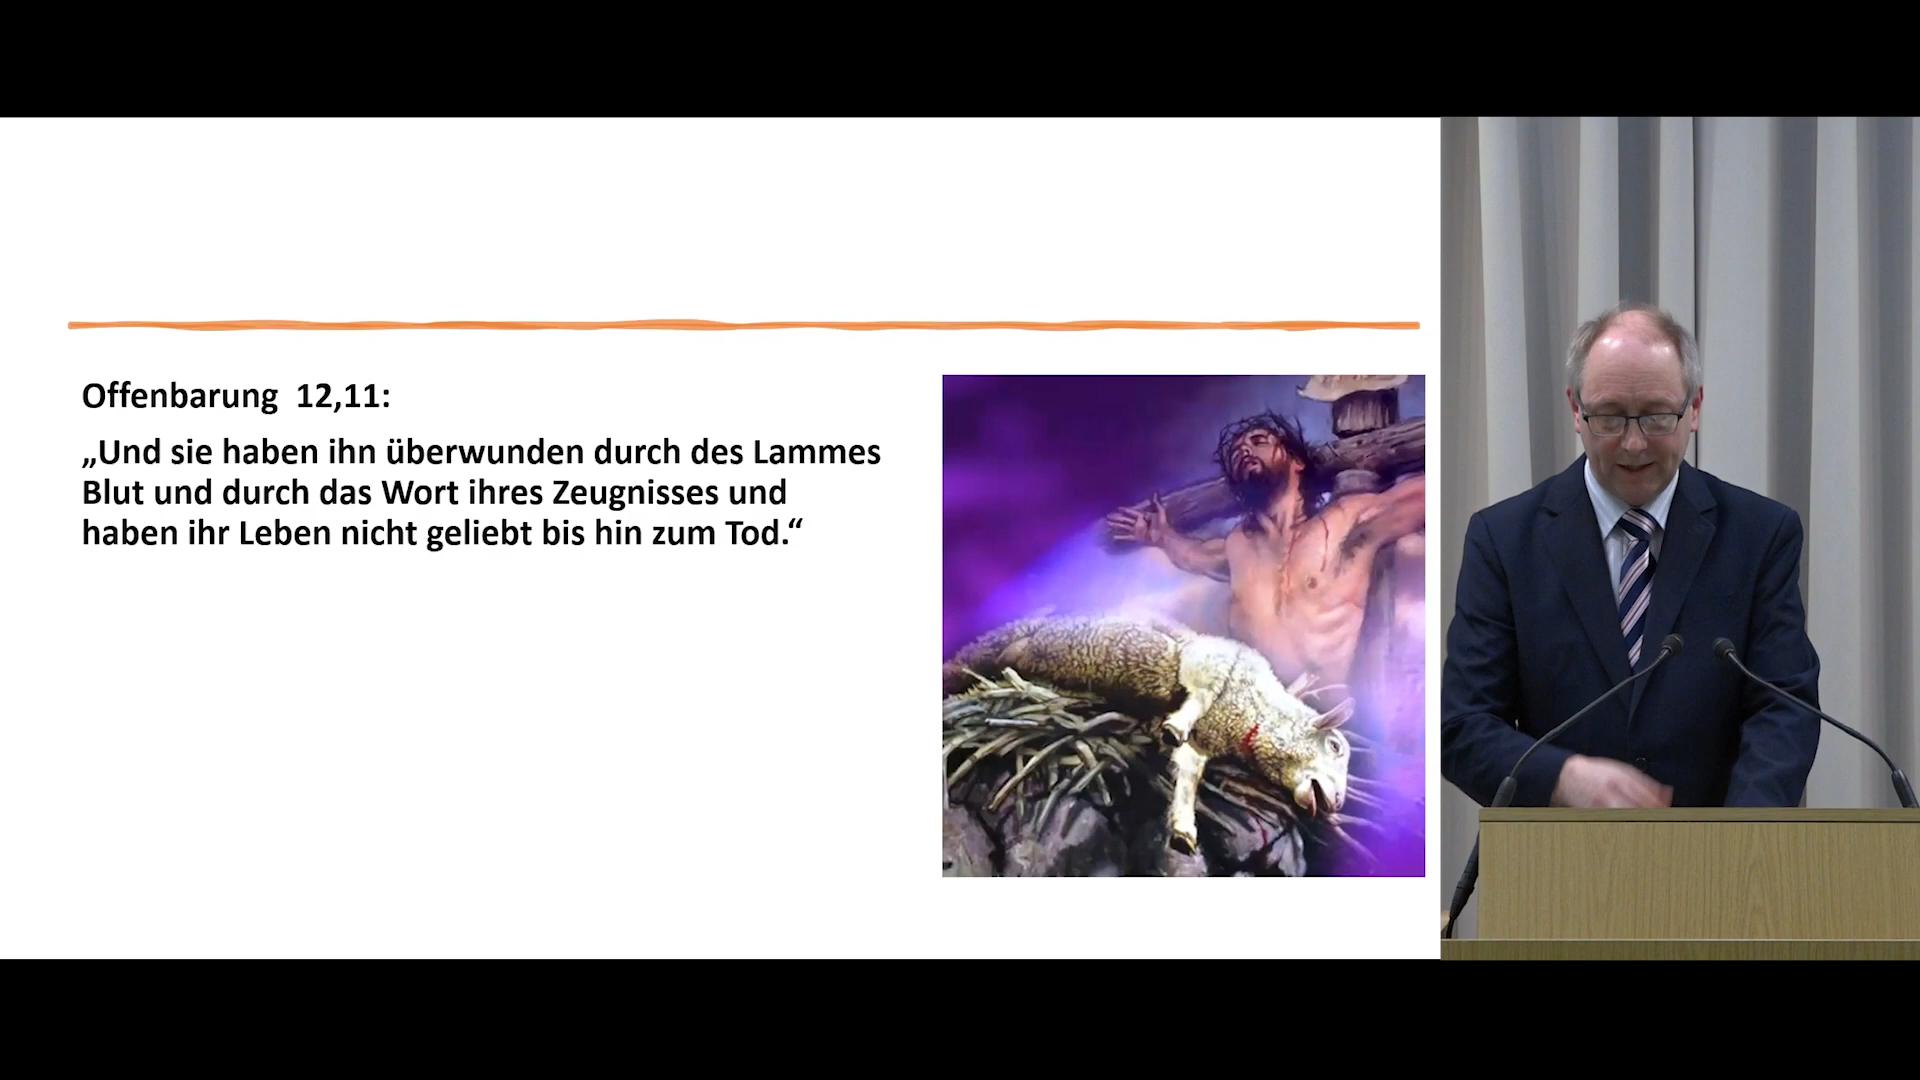 Offenbarung  12,11:
„Und sie haben ihn überwunden durch des Lammes
Blut und durch das Wort ihres Zeugnisses und
haben ihr Leben nicht geliebt bis hin zum Tod.“